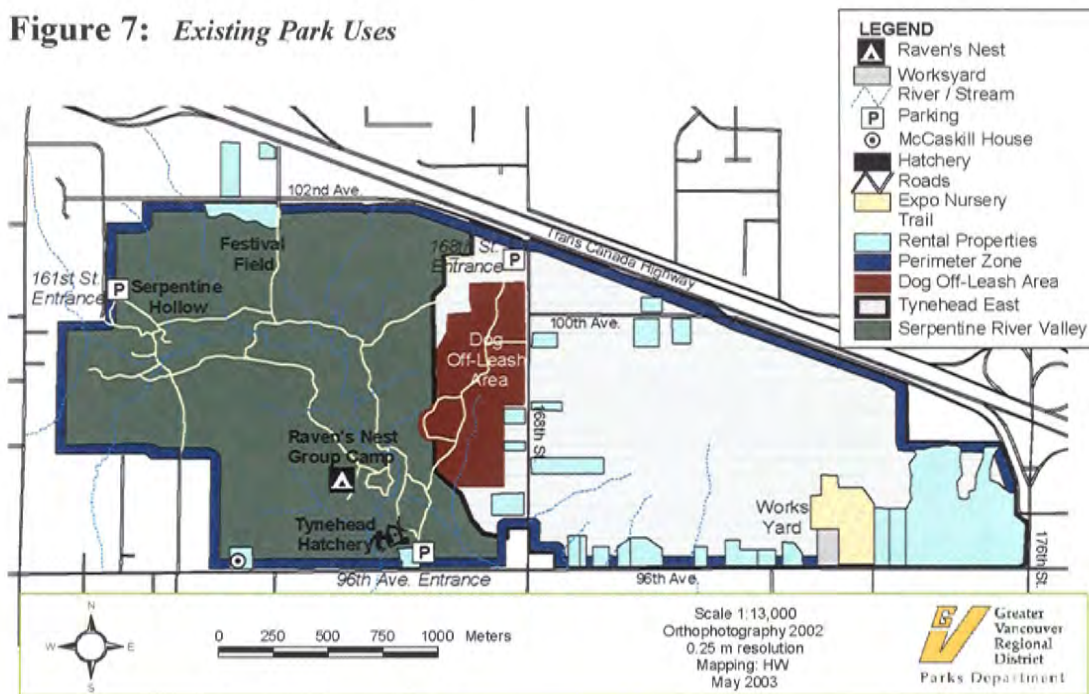 Figure 7: Existing Park Uses
LEGEND
Raven's Nest
Worksyard
River / Stream
P
Parking
McCaskill House
Hatchery
Roads
Expo Nursery
Trail
Rental Properties
Perimeter Zone
Dog Off-Leash Area
Tynehead East
Serpentine River Valley
102nd Ave.
Trans Canada Highway
Festival
Field
168th St.
Entrance
P
161st St.
Entrance
P
Serpentine
Hollow
100th Ave.
Dog
Off-Leash
Area
168th St.
Raven's Nest
Group Camp
Works
Yard
Tynehead
Hatchery
P
96th Ave. Entrance
96th Ave.
176th St.
N
W
E
S
0 250 500 750 1000 Meters
Scale 1:13,000
Orthophotography 2002
0.25 m resolution
Mapping: HW
May 2003
Greater
Vancouver
Regional
District
Parks Department